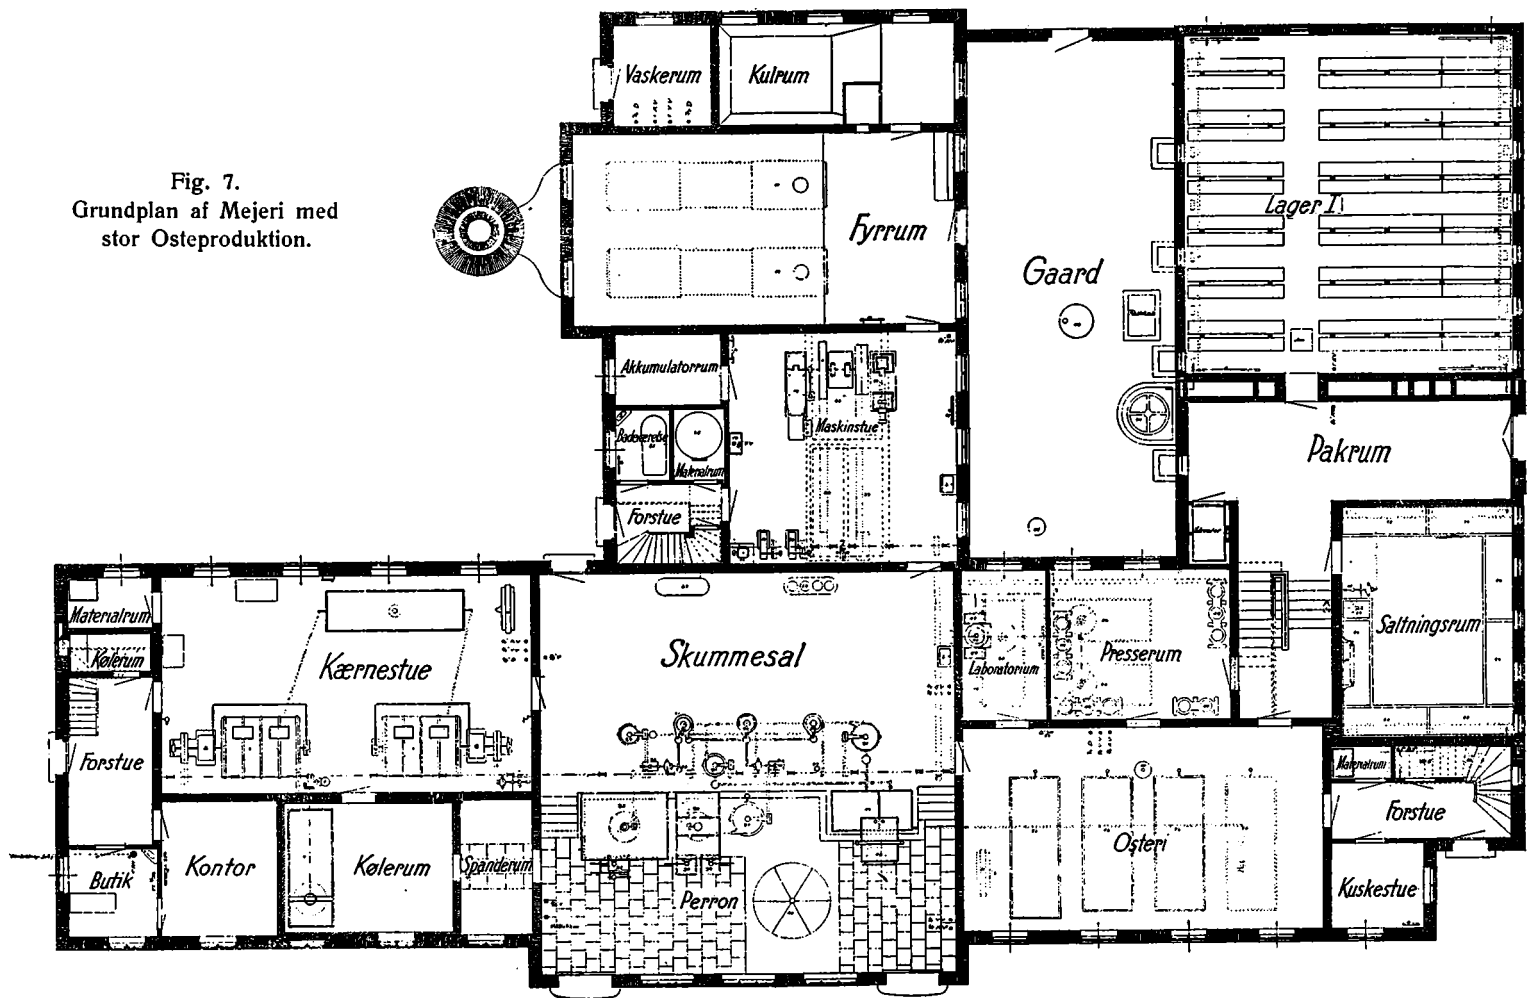 Fig. 7.
Grundplan af Mejeri med
stor Osteproduktion.
Vaskerum
Kulrum
Fyrrum
Gaard
Lager I
Akkumulatorrum
Badeværelse
Materialrum
Maskinstue
Forstue
Pakrum
Materialrum
Kølerum
Kærnestue
Skummesal
Laboratorium
Presserum
Saltningsrum
Forstue
Materialrum
Forstue
Butik
Kontor
Kølerum
Spanderum
Perron
Osteri
Kuskestue